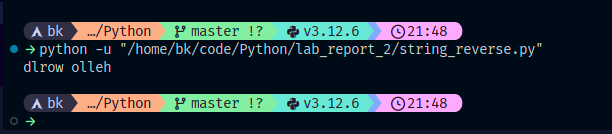 bk …/Python master !? v3.12.6 21:48
→ python -u "/home/bk/code/Python/lab_report_2/string_reverse.py"
dlrow olleh
bk …/Python master !? v3.12.6 21:48
→